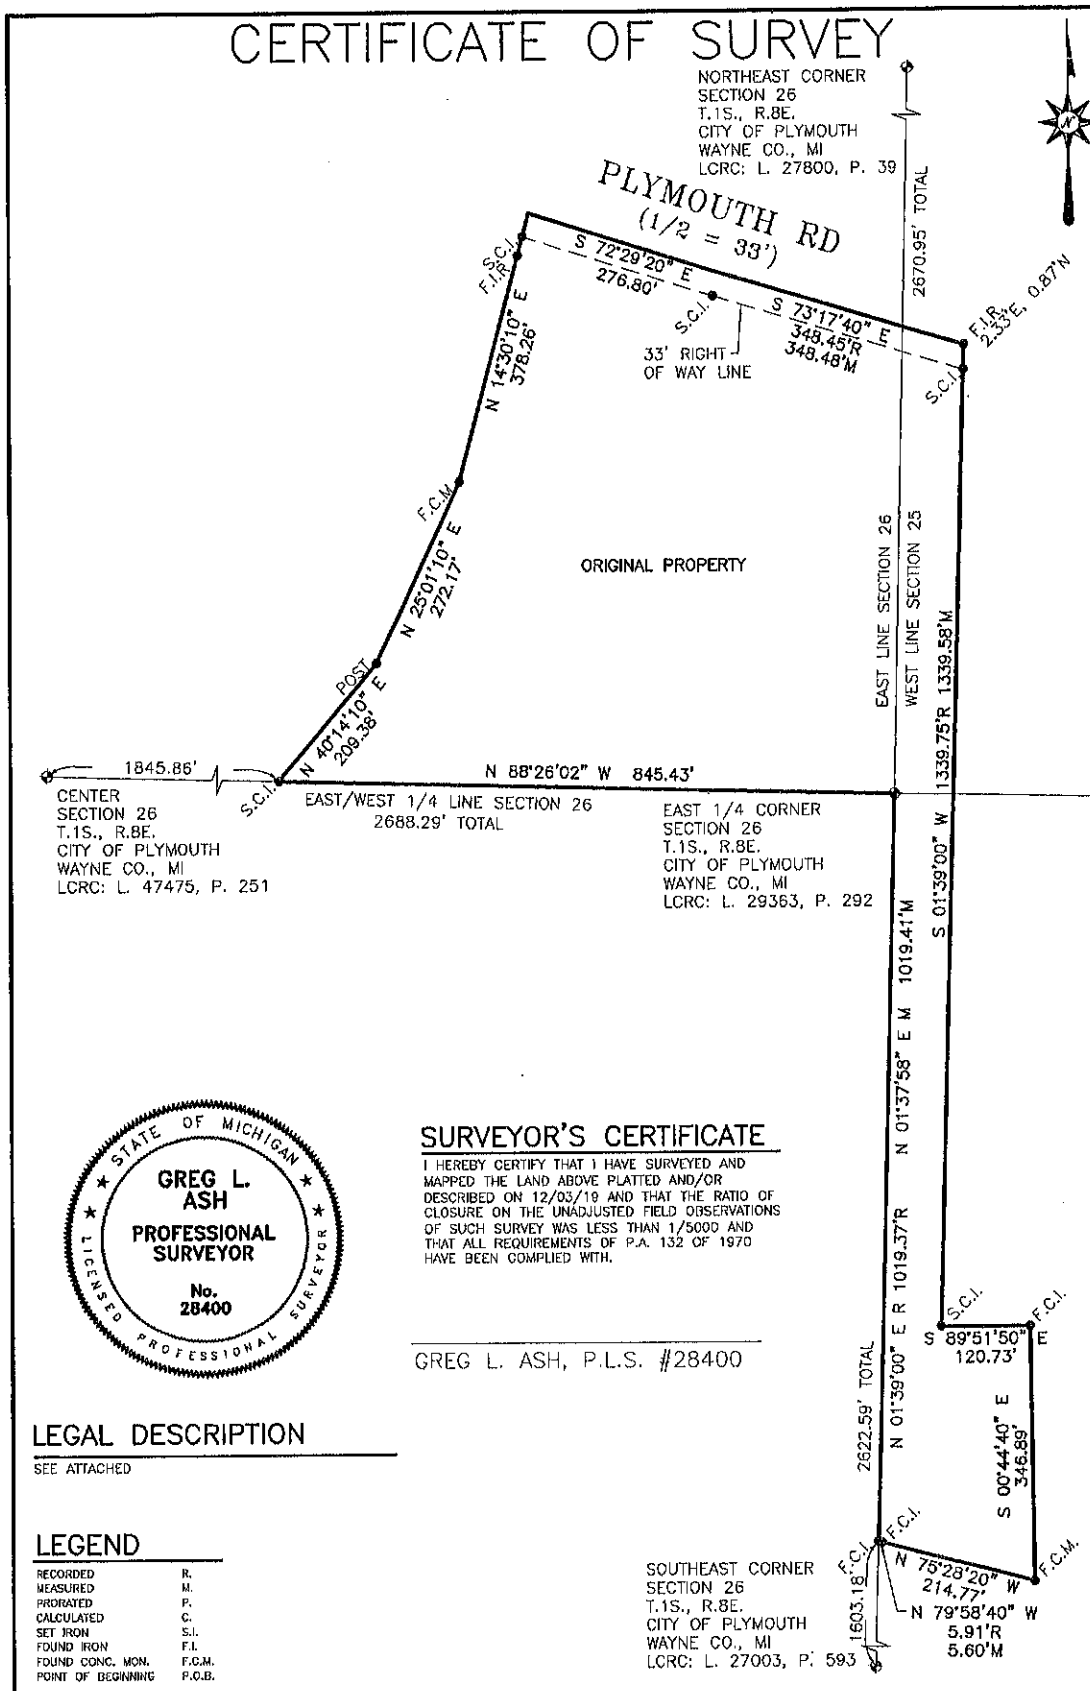 CERTIFICATE OF SURVEY
NORTHEAST CORNER
SECTION 26
T.1S., R.8E.
CITY OF PLYMOUTH
WAYNE CO., MI
LCRC: L. 27800, P. 39
N
2670.95' TOTAL
PLYMOUTH RD
(1/2 = 33')
S 72°29'20" E
276.80'
S.C.I.
F.I.R.
S.C.I.
S 73°17'40" E
348.45'R
348.48'M
F.I.R.
2.33'E, 0.87'N
S.C.I.
33' RIGHT
OF WAY LINE
N 14°30'10" E
378.26'
F.C.M.
N 25°01'10" E
272.17'
ORIGINAL PROPERTY
EAST LINE SECTION 26
WEST LINE SECTION 25
S 01°39'00" W 1339.75'R 1339.58'M
POST
N 40°14'10" E
209.38'
1845.86'
S.C.I.
N 88°26'02" W 845.43'
EAST/WEST 1/4 LINE SECTION 26
2688.29' TOTAL
CENTER
SECTION 26
T.1S., R.8E.
CITY OF PLYMOUTH
WAYNE CO., MI
LCRC: L. 47475, P. 251
EAST 1/4 CORNER
SECTION 26
T.1S., R.8E.
CITY OF PLYMOUTH
WAYNE CO., MI
LCRC: L. 29363, P. 292
N 01°39'00" E R 1019.37'R N 01°37'58" E M 1019.41'M
2622.59' TOTAL
STATE OF MICHIGAN
GREG L.
ASH
PROFESSIONAL
SURVEYOR
No.
28400
LICENSED PROFESSIONAL SURVEYOR
SURVEYOR'S CERTIFICATE
I HEREBY CERTIFY THAT I HAVE SURVEYED AND
MAPPED THE LAND ABOVE PLATTED AND/OR
DESCRIBED ON 12/03/19 AND THAT THE RATIO OF
CLOSURE ON THE UNADJUSTED FIELD OBSERVATIONS
OF SUCH SURVEY WAS LESS THAN 1/5000 AND
THAT ALL REQUIREMENTS OF P.A. 132 OF 1970
HAVE BEEN COMPLIED WITH.
GREG L. ASH, P.L.S. #28400
S.C.I.
F.C.I.
S 89°51'50" E
120.73'
S 00°44'40" E
346.89'
F.C.M.
F.C.I.
F.C.I.
N 75°28'20" W
214.77'
N 79°58'40" W
5.91'R
5.60'M
1603.18'
SOUTHEAST CORNER
SECTION 26
T.1S., R.8E.
CITY OF PLYMOUTH
WAYNE CO., MI
LCRC: L. 27003, P. 593
LEGAL DESCRIPTION
SEE ATTACHED
LEGEND
RECORDED R.
MEASURED M.
PRORATED P.
CALCULATED C.
SET IRON S.I.
FOUND IRON F.I.
FOUND CONC. MON. F.C.M.
POINT OF BEGINNING P.O.B.